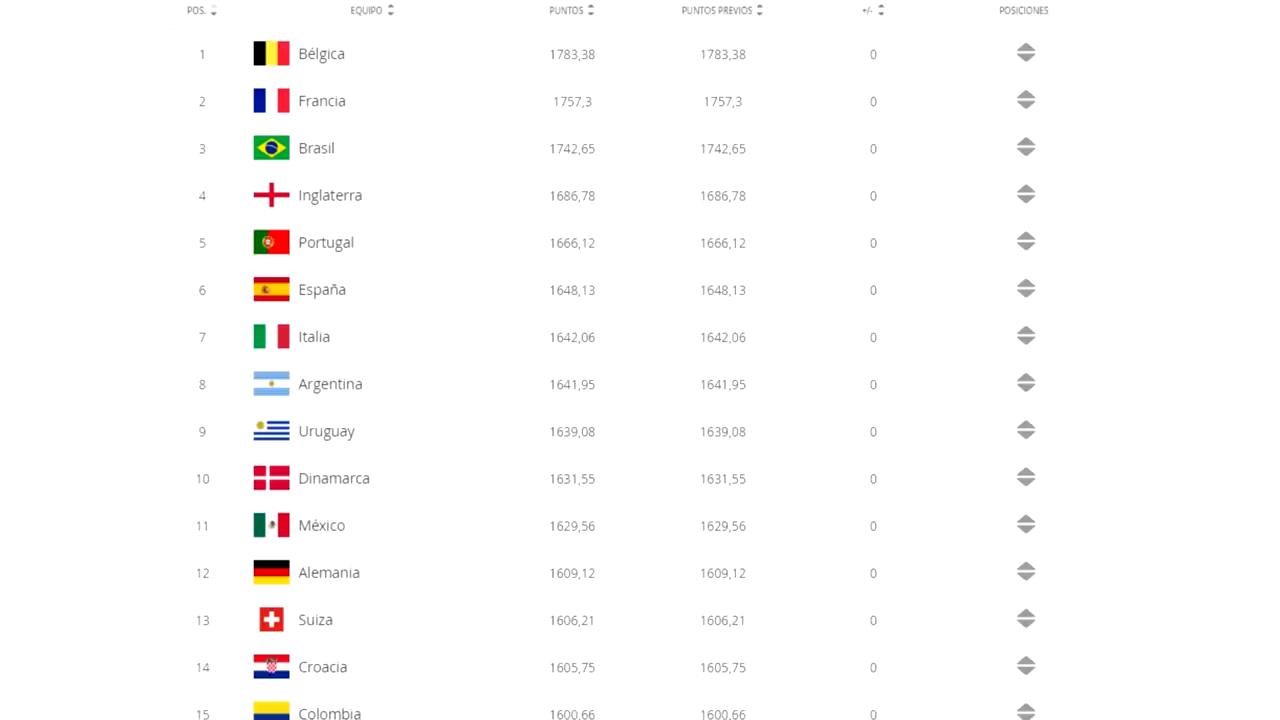 POS. EQUIPO PUNTOS PUNTOS PREVIOS +/- POSICIONES
1 Bélgica 1783,38 1783,38 0
2 Francia 1757,3 1757,3 0
3 Brasil 1742,65 1742,65 0
4 Inglaterra 1686,78 1686,78 0
5 Portugal 1666,12 1666,12 0
6 España 1648,13 1648,13 0
7 Italia 1642,06 1642,06 0
8 Argentina 1641,95 1641,95 0
9 Uruguay 1639,08 1639,08 0
10 Dinamarca 1631,55 1631,55 0
11 México 1629,56 1629,56 0
12 Alemania 1609,12 1609,12 0
13 Suiza 1606,21 1606,21 0
14 Croacia 1605,75 1605,75 0
15 Colombia 1600,66 1600,66 0